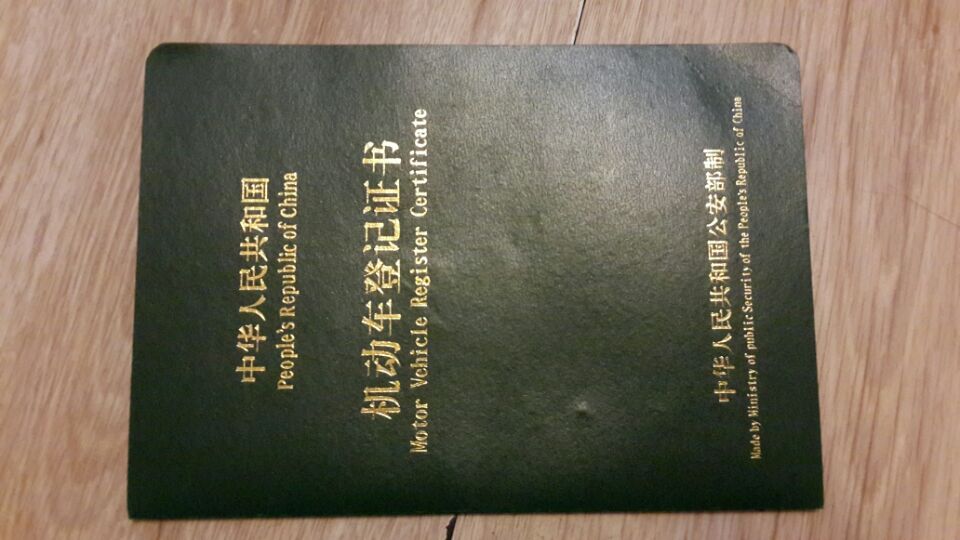 中华人民共和国
People's Republic of China
机动车登记证书
Motor Vehicle Register Certificate
中华人民共和国公安部制
Made by Ministry of public Security of the People's Republic of China